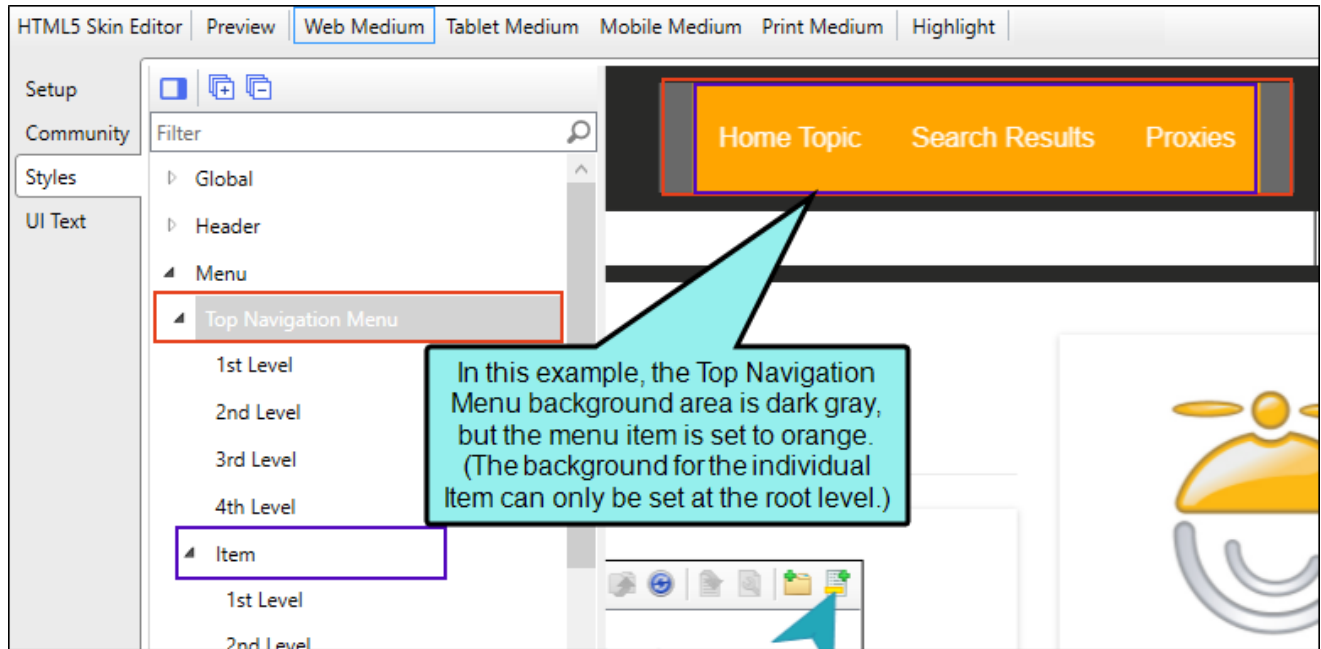 HTML5 Skin Editor Preview Web Medium Tablet Medium Mobile Medium Print Medium Highlight
Setup
Community
Styles
UI Text
Filter
Global
Header
Menu
Top Navigation Menu
1st Level
2nd Level
3rd Level
4th Level
Item
1st Level
2nd Level
Home Topic Search Results Proxies
In this example, the Top Navigation
Menu background area is dark gray,
but the menu item is set to orange.
(The background for the individual
Item can only be set at the root level.)